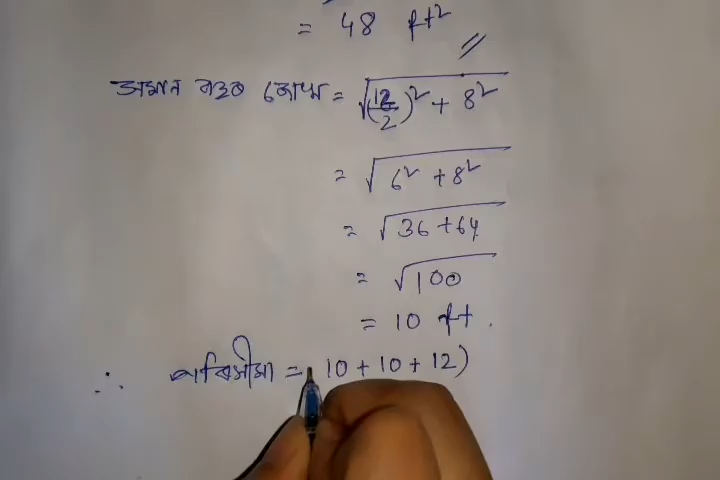 = 48 ft²
সমান বাহুর দৈর্ঘ্য = √(12/2)² + 8²
= √6² + 8²
= √36 + 64
= √100
= 10 ft.
∴ পরিসীমা = 10 + 10 + 12)